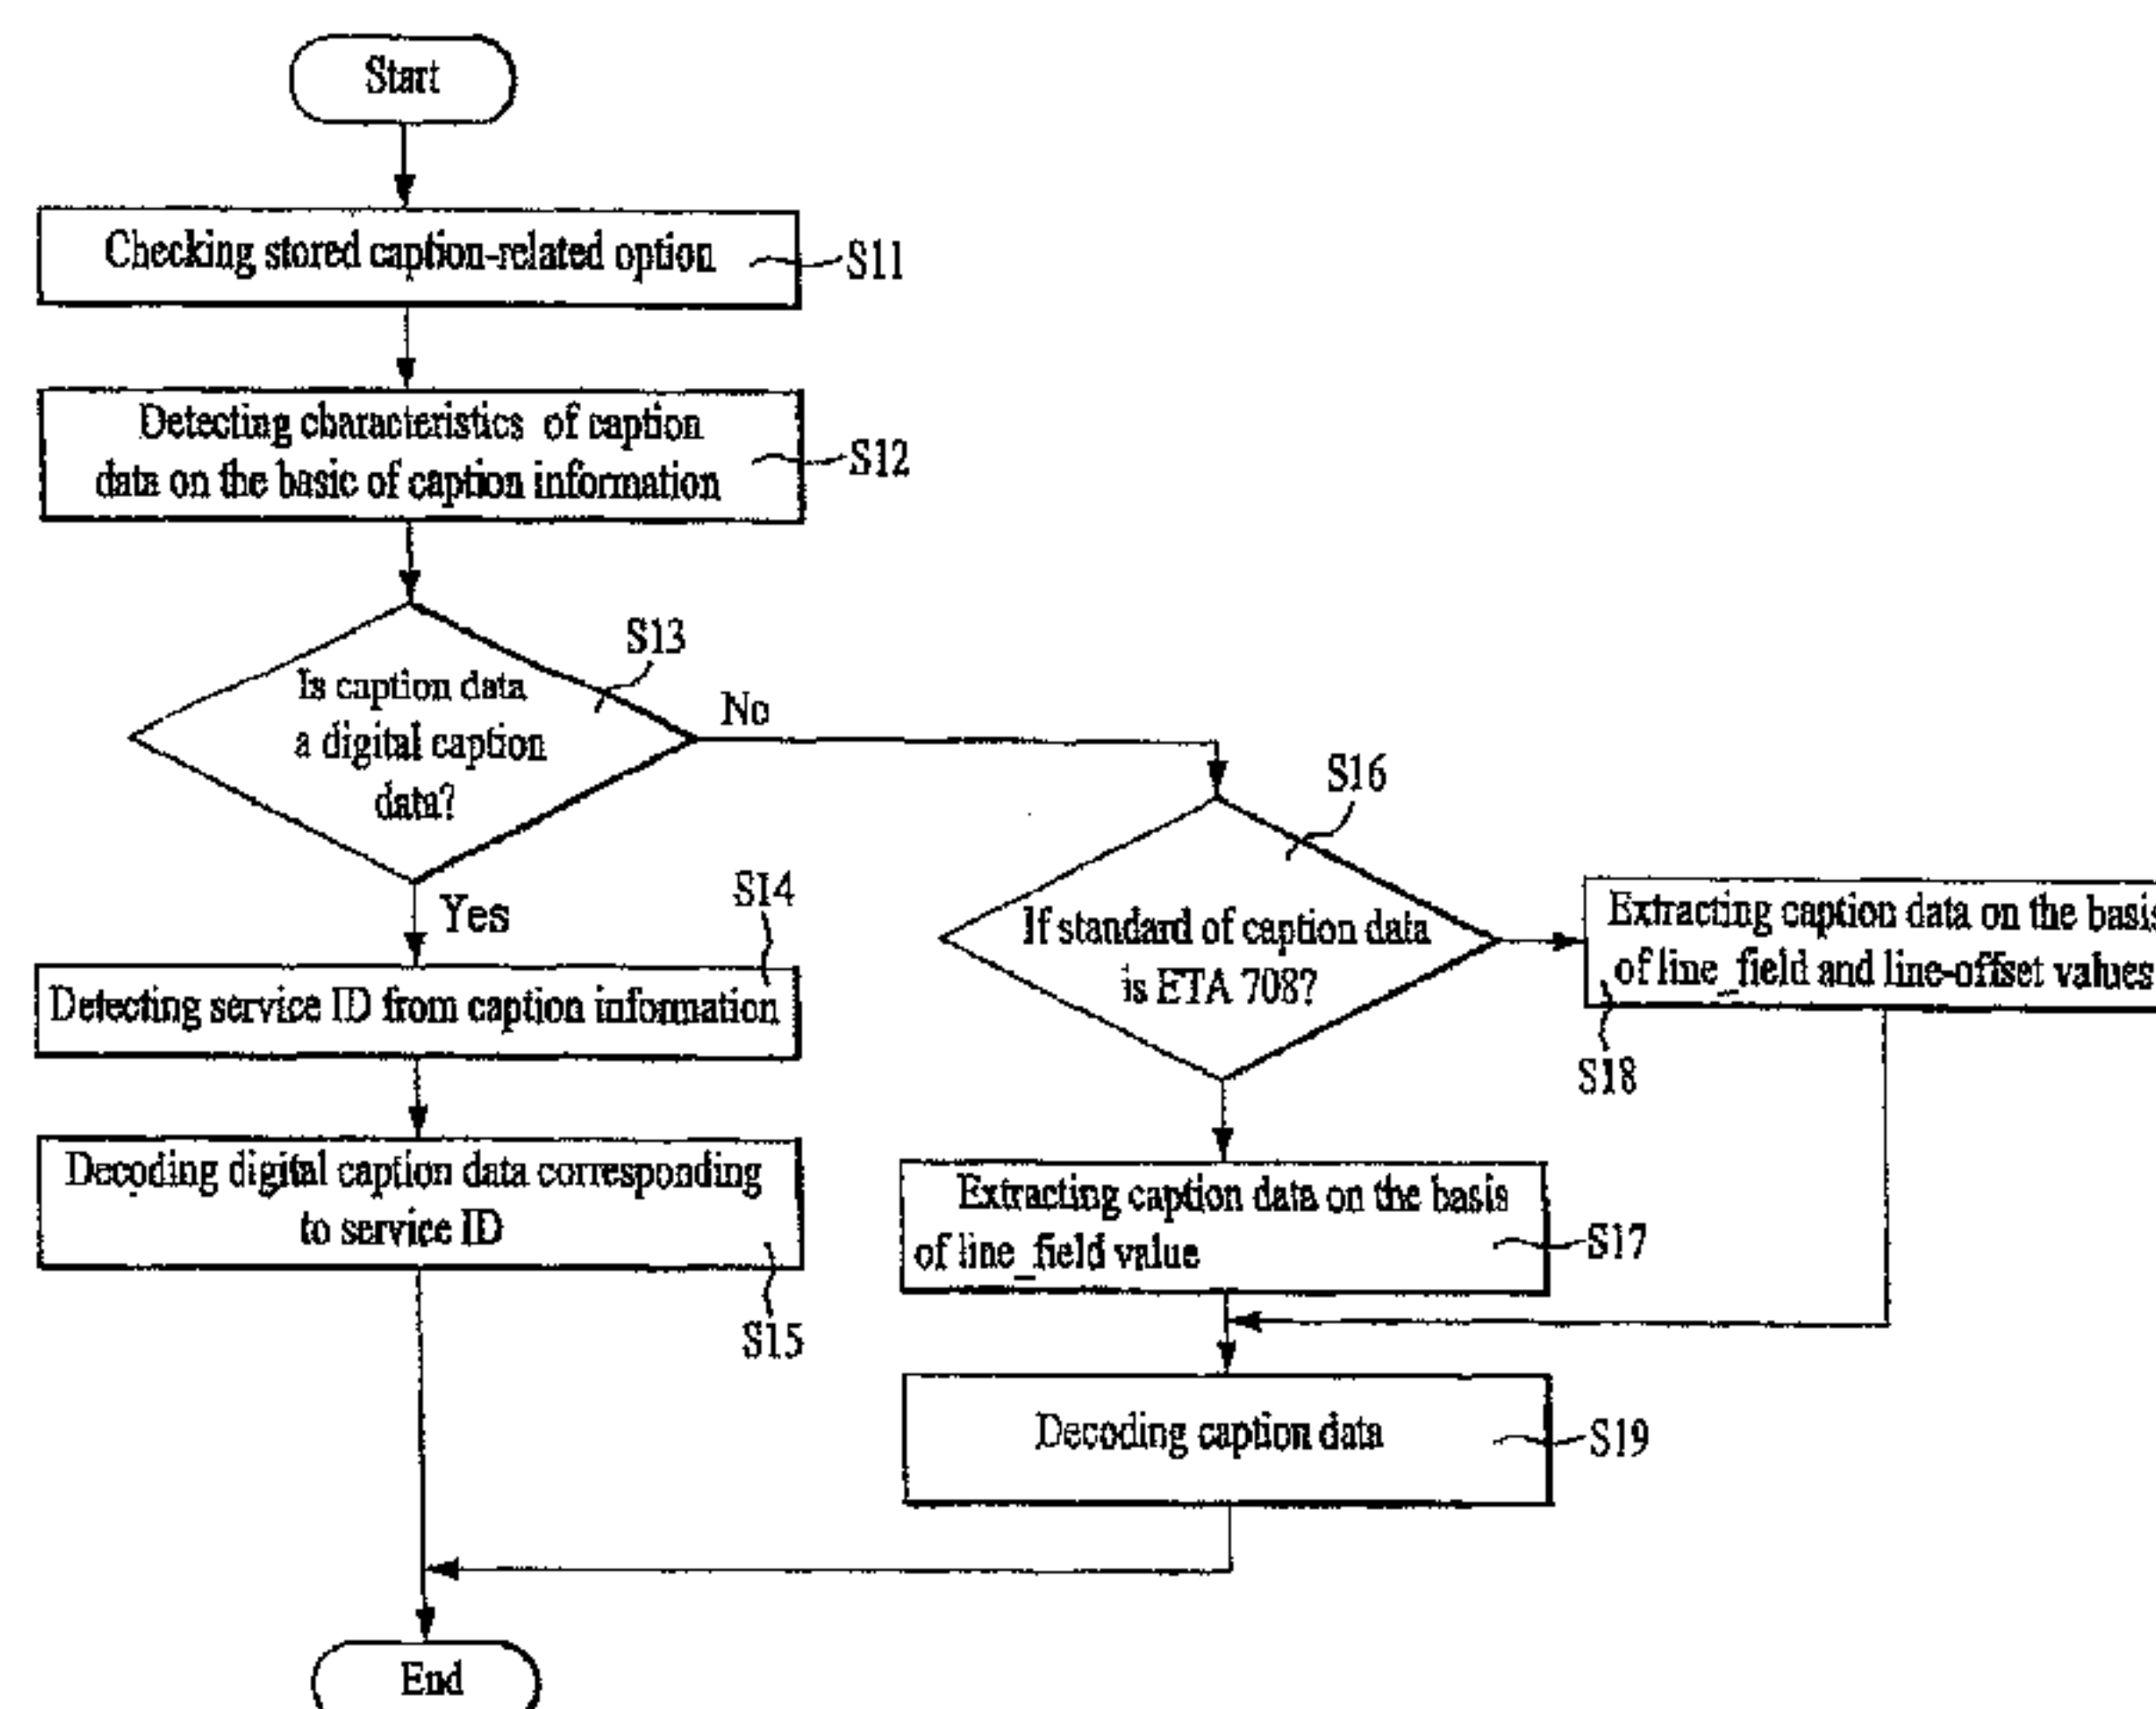 Start
Checking stored caption-related option
S11
Detecting characteristics of caption
data on the basic of caption information
S12
S13
Is caption data
a digital caption
data?
No
Yes
S14
Detecting service ID from caption information
Decoding digital caption data corresponding
to service ID
S15
S16
If standard of caption data
is ETA 708?
Extracting caption data on the basis
of line_field and line-offset values
S18
Extracting caption data on the basis
of line_field value
S17
Decoding caption data
S19
End